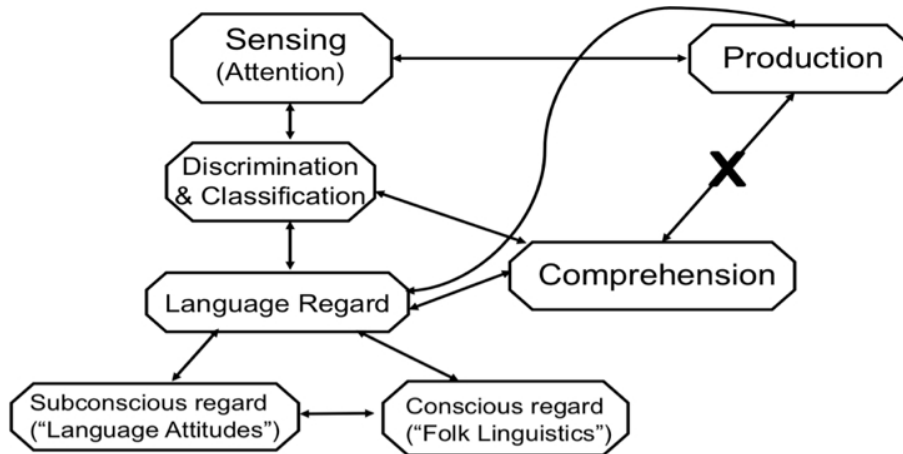 Sensing
(Attention)
Production
Discrimination
& Classification
X
Comprehension
Language Regard
Subconscious regard
(“Language Attitudes”)
Conscious regard
(“Folk Linguistics”)